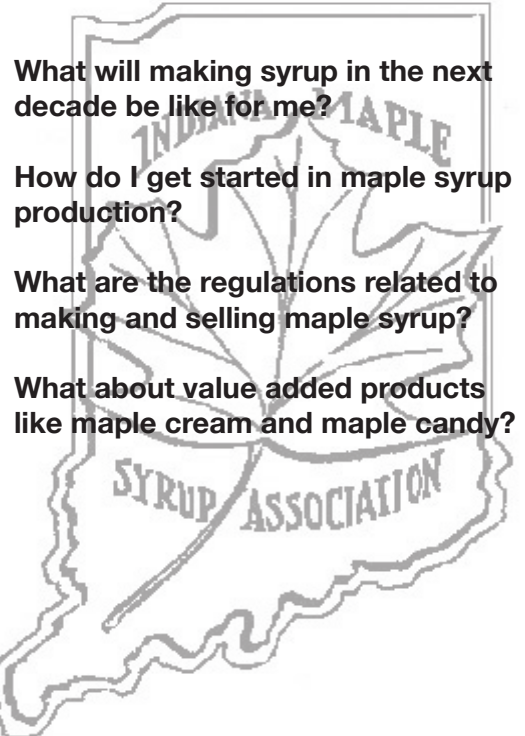 What will making syrup in the next
decade be like for me?
INDIANA MAPLE
How do I get started in maple syrup
production?
What are the regulations related to
making and selling maple syrup?
What about value added products
like maple cream and maple candy?
SYRUP ASSOCIATION